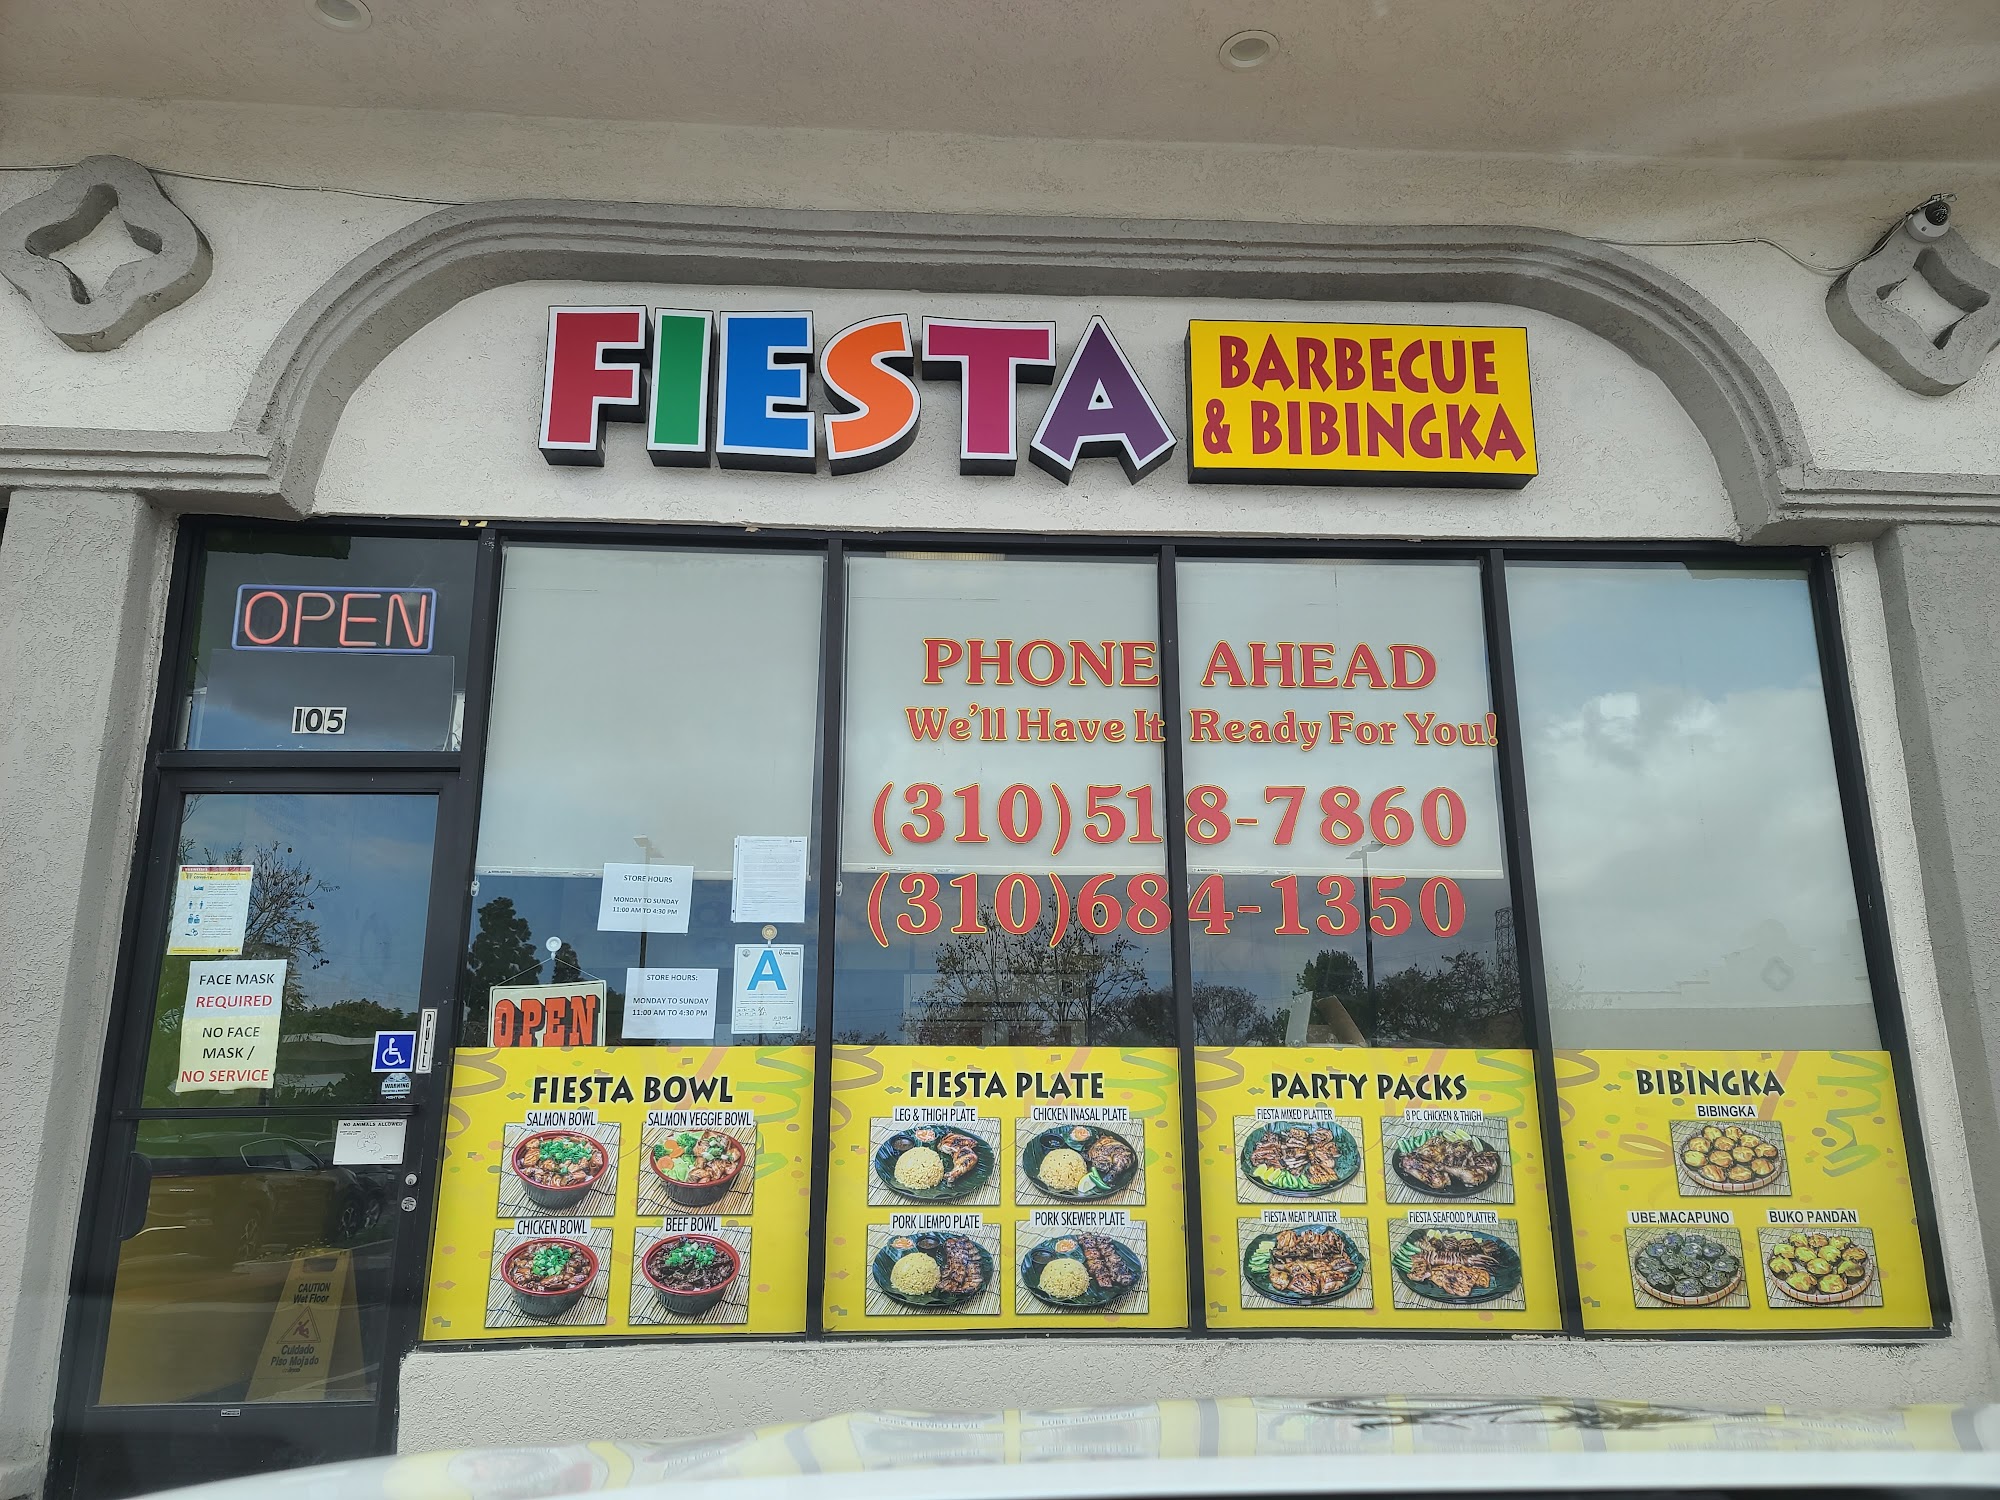 FIESTA
BARBECUE
& BIBINGKA
OPEN
105
PHONE AHEAD
We'll Have It Ready For You!
(310)518-7860
(310)684-1350
STORE HOURS
MONDAY TO SUNDAY
11:00 AM TO 4:30 PM
STORE HOURS:
MONDAY TO SUNDAY
11:00 AM TO 4:30 PM
A
OPEN
FACE MASK
REQUIRED
NO FACE
MASK /
NO SERVICE
PULL
WARNING
NO ANIMALS ALLOWED
CAUTION
Wet Floor
Cuidado
Piso Mojado
FIESTA BOWL
SALMON BOWL
SALMON VEGGIE BOWL
CHICKEN BOWL
BEEF BOWL
FIESTA PLATE
LEG & THIGH PLATE
CHICKEN INASAL PLATE
PORK LIEMPO PLATE
PORK SKEWER PLATE
PARTY PACKS
FIESTA MIXED PLATTER
8 PC. CHICKEN & THIGH
FIESTA MEAT PLATTER
FIESTA SEAFOOD PLATTER
BIBINGKA
BIBINGKA
UBE,MACAPUNO
BUKO PANDAN